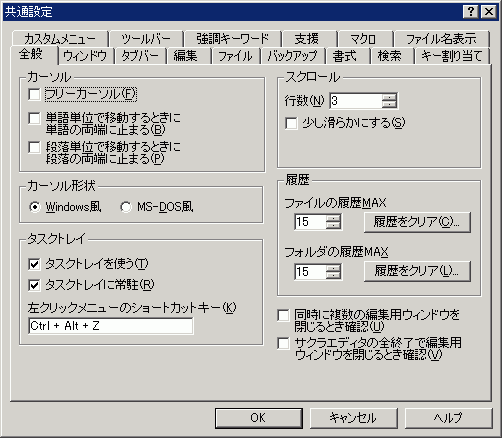 共通設定
カスタムメニュー
ツールバー
強調キーワード
支援
マクロ
ファイル名表示
全般
ウィンドウ
タブバー
編集
ファイル
バックアップ
書式
検索
キー割り当て
カーソル
フリーカーソル(F)
単語単位で移動するときに
単語の両端に止まる(B)
段落単位で移動するときに
段落の両端に止まる(P)
カーソル形状
Windows風
MS-DOS風
タスクトレイ
タスクトレイを使う(T)
タスクトレイに常駐(R)
左クリックメニューのショートカットキー(K)
Ctrl + Alt + Z
スクロール
行数(N)
3
少し滑らかにする(S)
履歴
ファイルの履歴MAX
15
履歴をクリア(C)...
フォルダの履歴MAX
15
履歴をクリア(L)...
同時に複数の編集用ウィンドウを
閉じるとき確認(U)
サクラエディタの全終了で編集用
ウィンドウを閉じるとき確認(V)
OK
キャンセル
ヘルプ